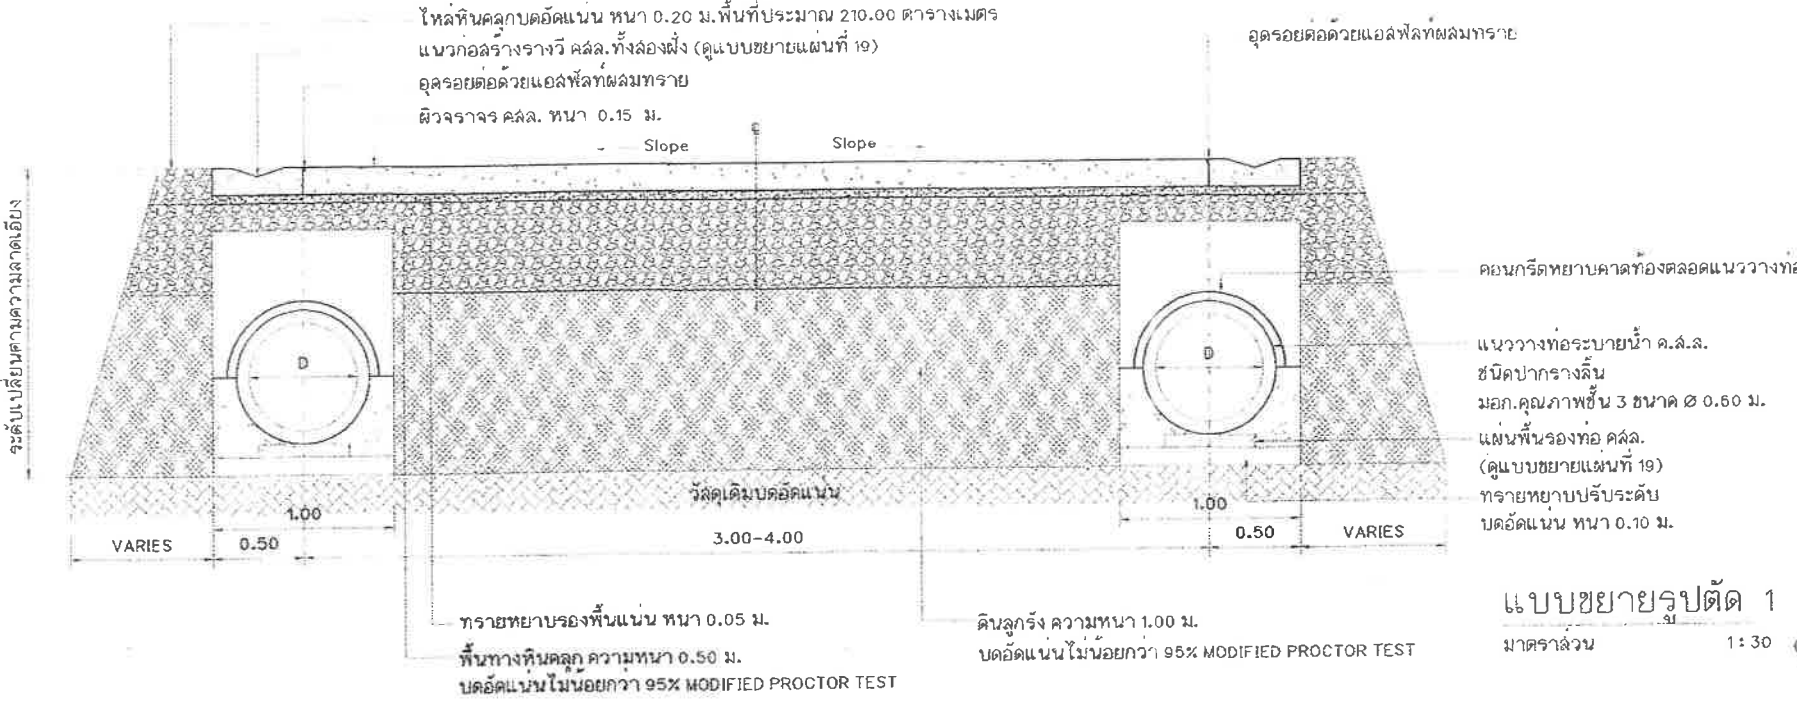 ไหล่หินคลุกบดอัดแน่น หนา 0.20 ม.พื้นที่ประมาณ 210.00 ตารางเมตร
แนวก่อสร้างรางวี คสล.ทั้งสองฝั่ง (ดูแบบขยายแผ่นที่ 19)
อุดรอยต่อด้วยแอสฟัลท์ผสมทราย
ผิวจราจร คสล. หนา 0.15 ม.
อุดรอยต่อด้วยแอสฟัลท์ผสมทราย
Slope
Slope
ระดับเปลี่ยนตามความลาดเอียง
D
D
คอนกรีตหยาบคาดท้องตลอดแนววางท่อ
แนววางท่อระบายน้ำ ค.ส.ล.
ชนิดปากรางลิ้น
มอก.คุณภาพชั้น 3 ขนาด Ø 0.60 ม.
แผ่นพื้นรองท่อ คสล.
(ดูแบบขยายแผ่นที่ 19)
ทรายหยาบปรับระดับ
บดอัดแน่น หนา 0.10 ม.
วัสดุเดิมบดอัดแน่น
1.00
1.00
VARIES
0.50
3.00-4.00
0.50
VARIES
ทรายหยาบรองพื้นแน่น หนา 0.05 ม.
พื้นทางหินคลุก ความหนา 0.50 ม.
บดอัดแน่นไม่น้อยกว่า 95% MODIFIED PROCTOR TEST
ดินลูกรัง ความหนา 1.00 ม.
บดอัดแน่นไม่น้อยกว่า 95% MODIFIED PROCTOR TEST
แบบขยายรูปตัด 1
มาตราส่วน 1:30